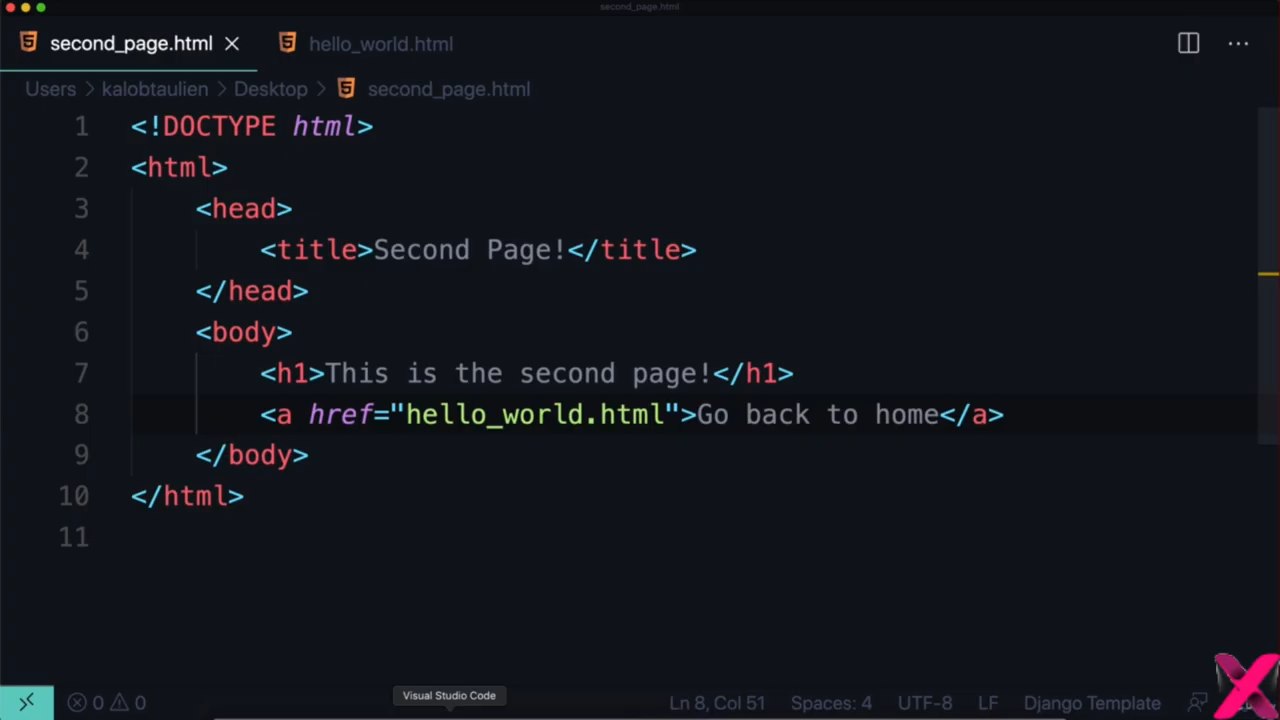 second_page.html
second_page.html hello_world.html
Users > kalobtaulien > Desktop > second_page.html
1 <!DOCTYPE html>
2 <html>
3     <head>
4         <title>Second Page!</title>
5     </head>
6     <body>
7         <h1>This is the second page!</h1>
8         <a href="hello_world.html">Go back to home</a>
9     </body>
10 </html>
11
Visual Studio Code
0 0 Ln 8, Col 51 Spaces: 4 UTF-8 LF Django Template